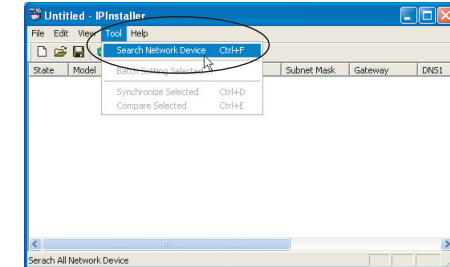 Untitled - IPInstaller
File Edit View Tool Help
Search Network Device Ctrl+F
State Model Subnet Mask Gateway DNS1
Batch Setting Selected...
Synchronize Selected Ctrl+D
Compare Selected Ctrl+E
Serach All Network Device